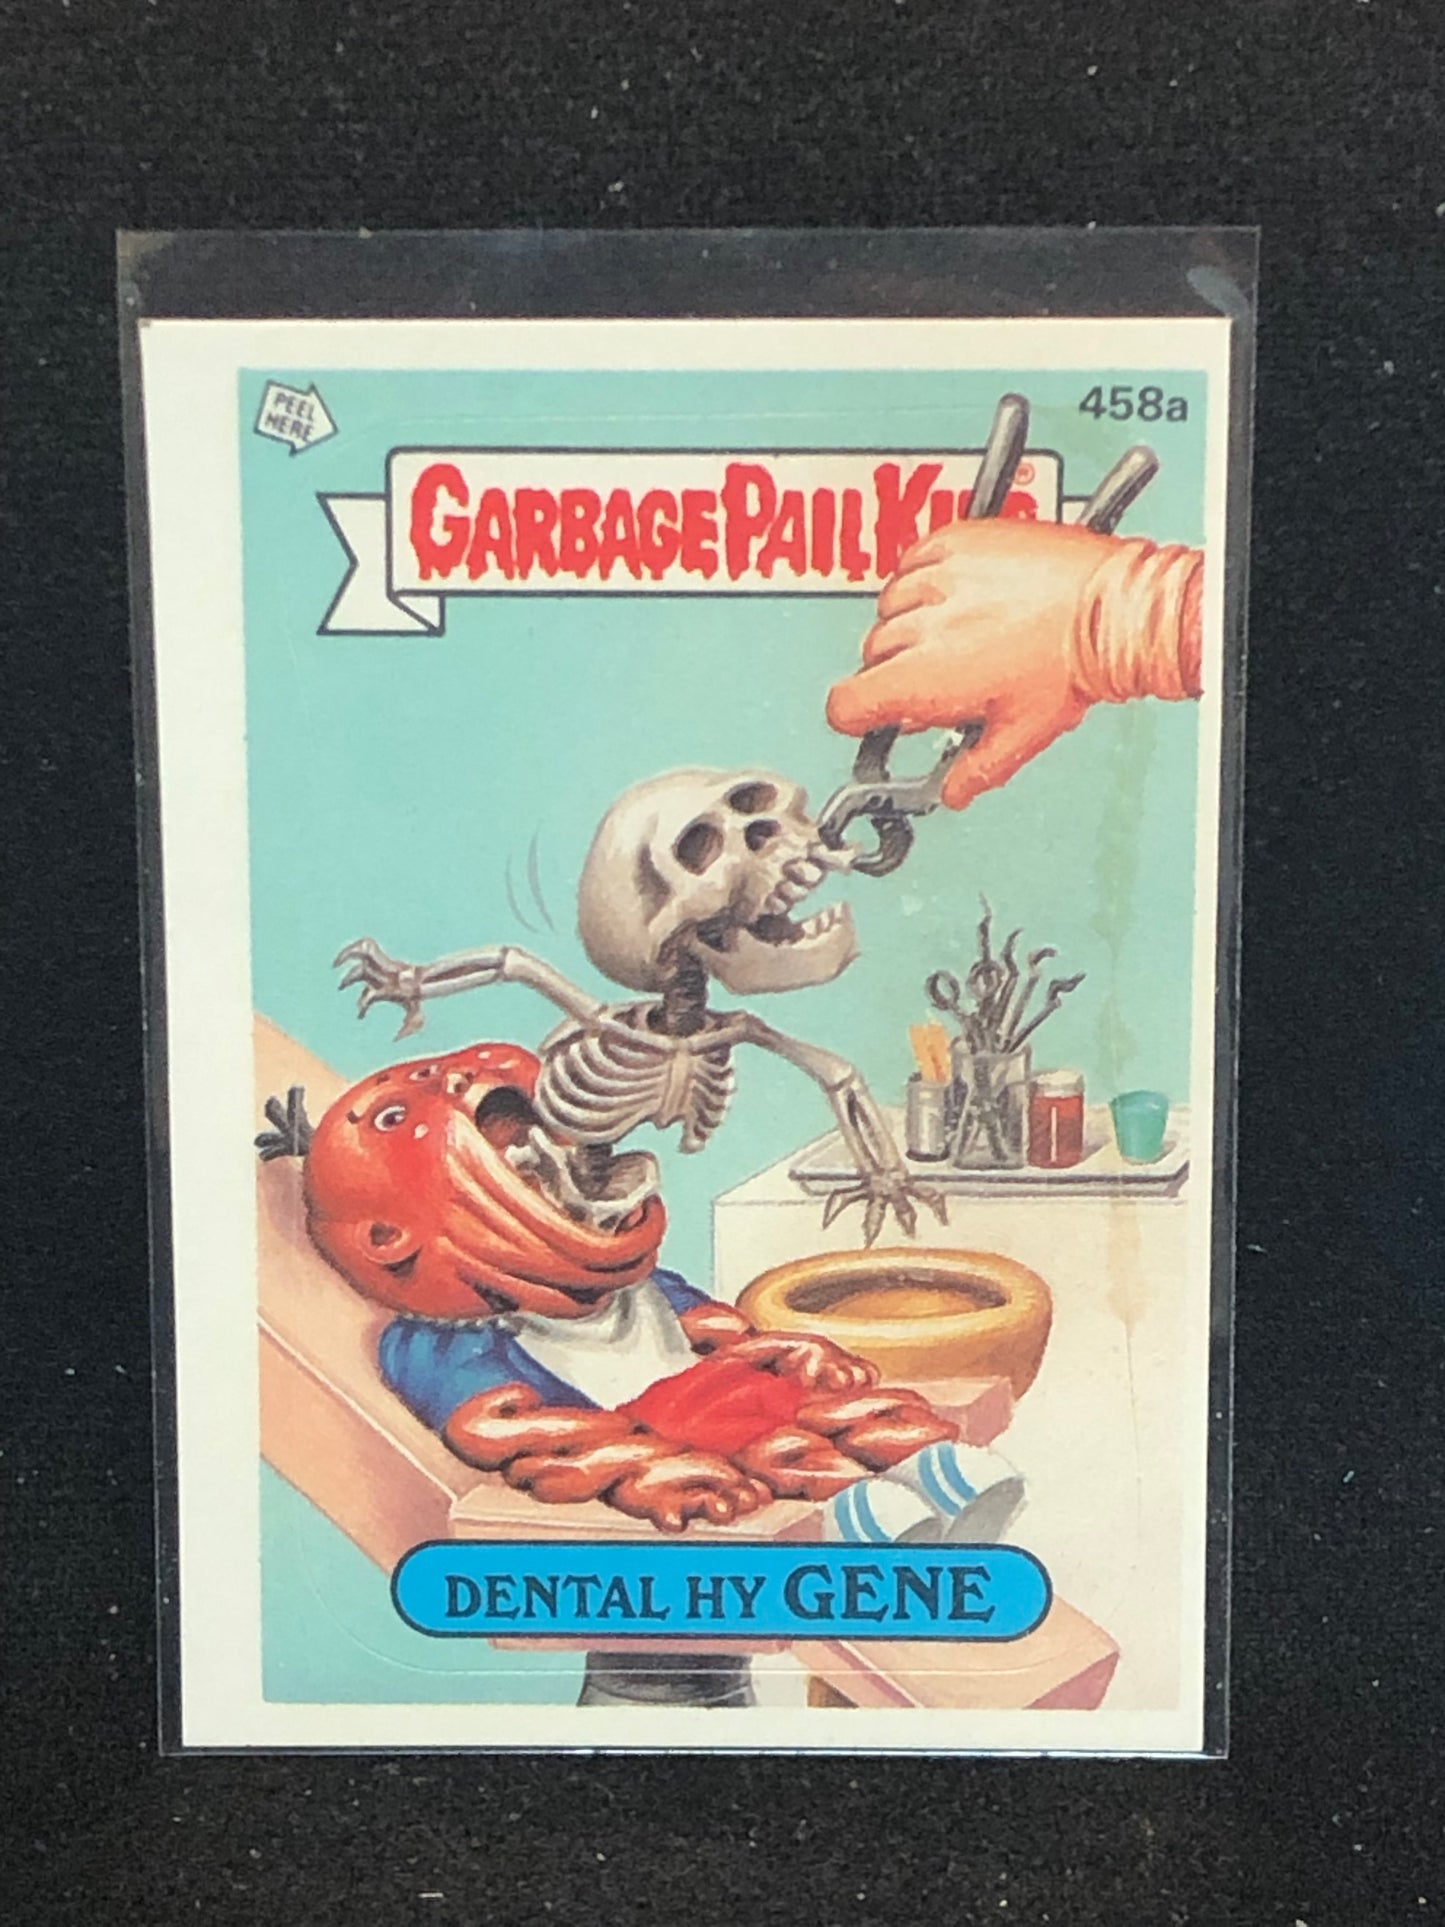 PEEL
HERE
458a
GARBAGE PAIL KIDS
®
DENTAL HY GENE